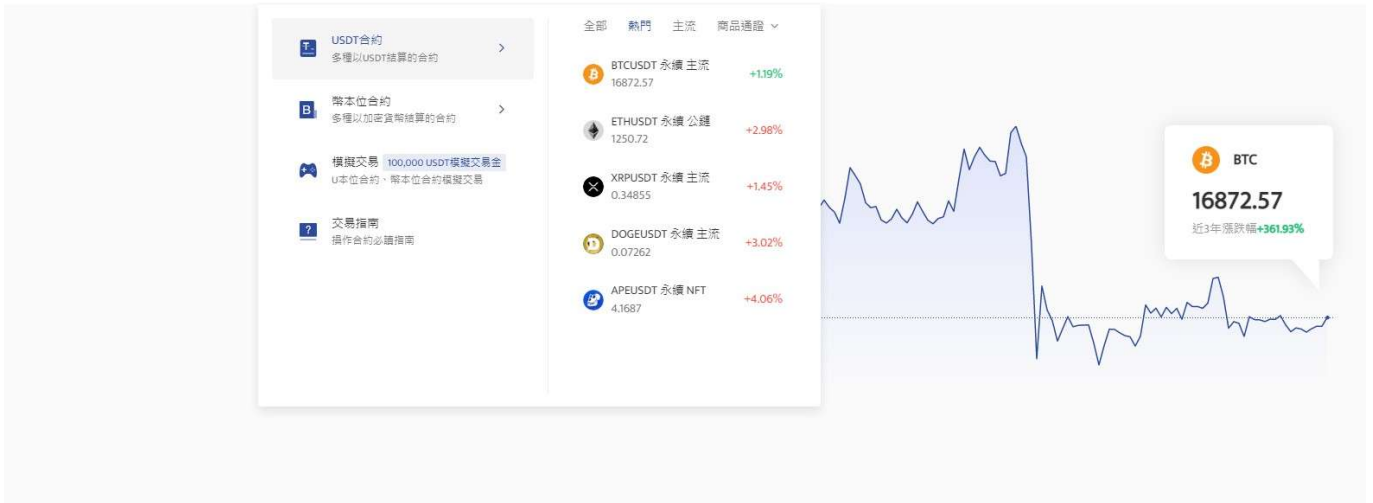 USDT合約
多種以USDT結算的合約
幣本位合約
多種以加密貨幣結算的合約
模擬交易 100,000 USDT模擬交易金
U本位合約、幣本位合約模擬交易
交易指南
操作合約必讀指南
全部 熱門 主流 商品通證
BTCUSDT 永續 主流
16872.57
+1.19%
ETHUSDT 永續 公鏈
1250.72
+2.98%
XRPUSDT 永續 主流
0.34855
+1.45%
DOGEUSDT 永續 主流
0.07262
+3.02%
APEUSDT 永續 NFT
4.1687
+4.06%
BTC
16872.57
近3年漲跌幅+361.93%